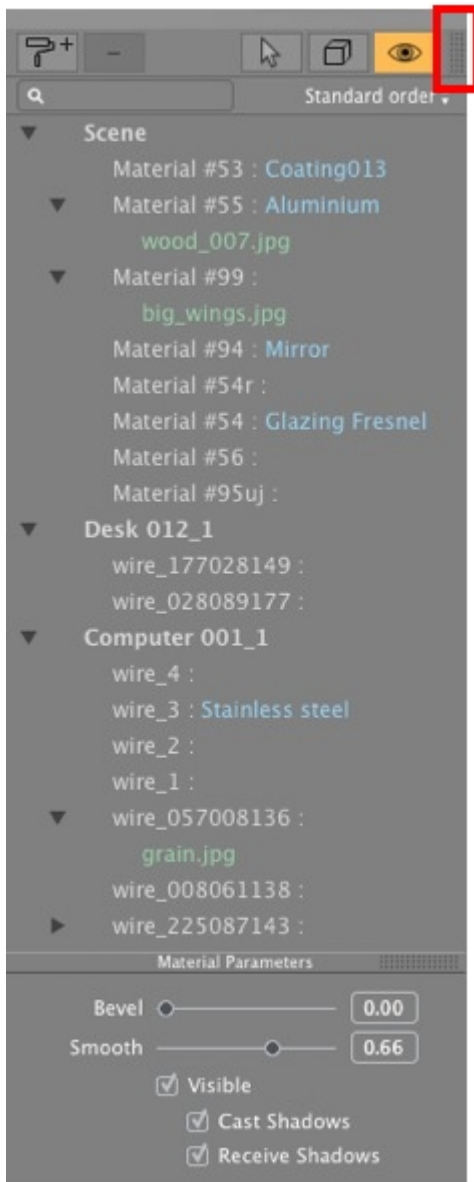 Standard order
Scene
Material #53 : Coating013
Material #55 : Aluminium
wood_007.jpg
Material #99 :
big_wings.jpg
Material #94 : Mirror
Material #54r :
Material #54 : Glazing Fresnel
Material #56 :
Material #95uj :
Desk 012_1
wire_177028149 :
wire_028089177 :
Computer 001_1
wire_4 :
wire_3 : Stainless steel
wire_2 :
wire_1 :
wire_057008136 :
grain.jpg
wire_008061138 :
wire_225087143 :
Material Parameters
Bevel 0.00
Smooth 0.66
Visible
Cast Shadows
Receive Shadows